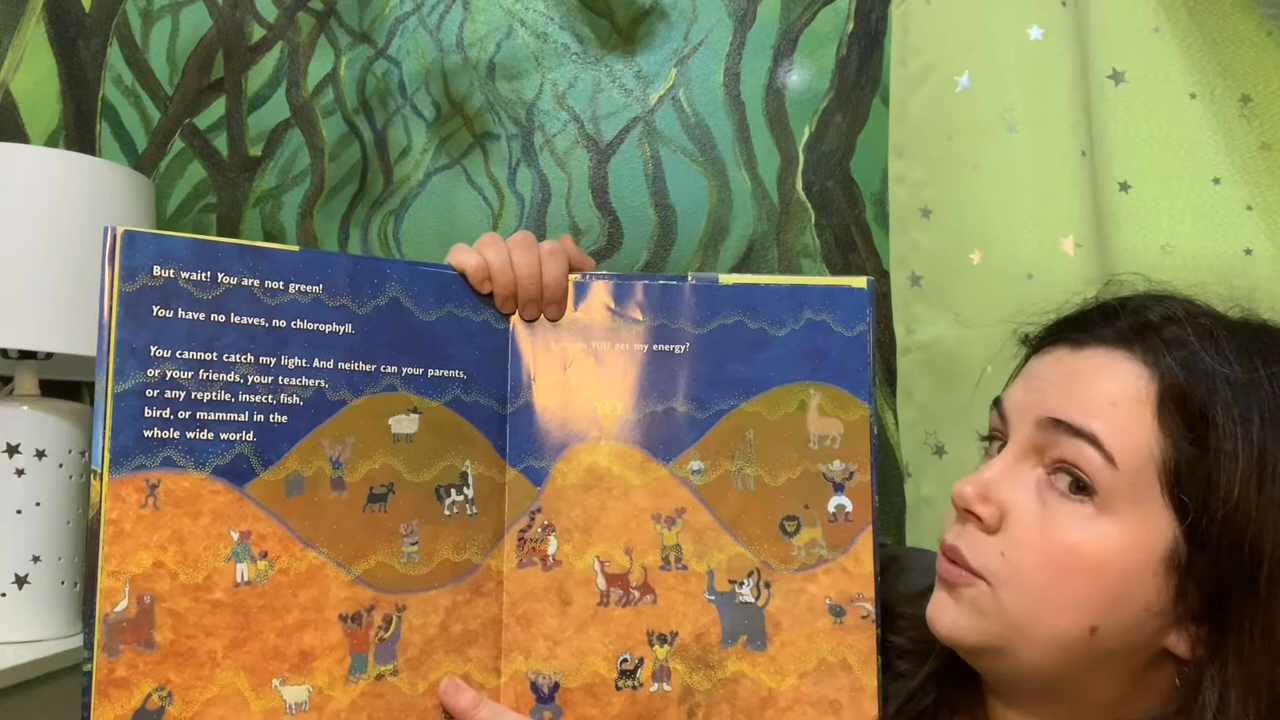 But wait! You are not green!
You have no leaves, no chlorophyll.
You cannot catch my light. And neither can your parents,
or your friends, your teachers,
or any reptile, insect, fish,
bird, or mammal in the
whole wide world.
do YOU get my energy?